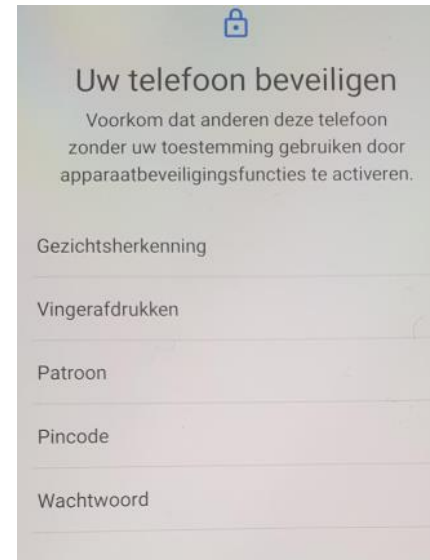 Uw telefoon beveiligen
Voorkom dat anderen deze telefoon
zonder uw toestemming gebruiken door
apparaatbeveiligingsfuncties te activeren.
Gezichtsherkenning
Vingerafdrukken
Patroon
Pincode
Wachtwoord